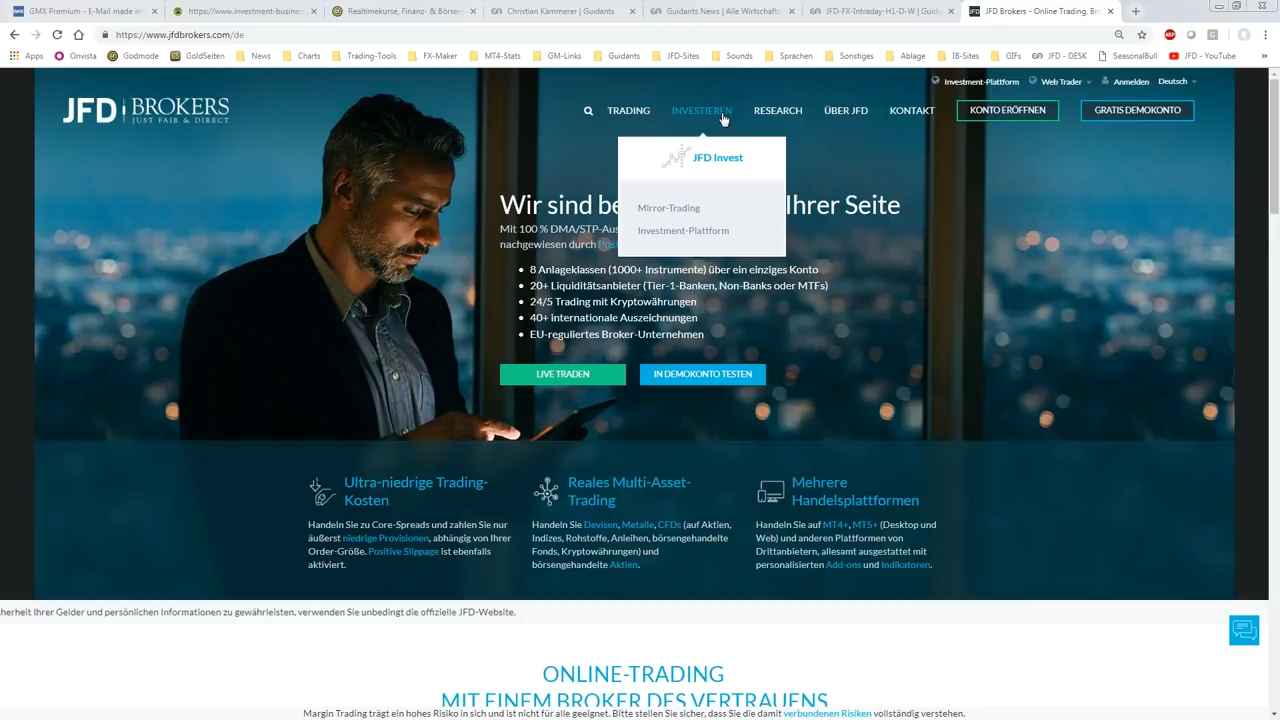 GMX Premium - E-Mail made in
https://www.investment-busines
Realtimekurse, Finanz- & Börsen
Christian Kämmerer | Guidants
Guidants News | Alle Wirtschafts
JFD-FX-Intraday-H1-D-W | Guida
JFD Brokers - Online Trading, Bro
https://www.jfdbrokers.com/de
Apps Onvista Godmode GoldSeiten News Charts Trading-Tools FX-Maker MT4-Stats GM-Links Guidants JFD-Sites Sounds Sprachen Sonstiges Ablage IB-Sites GIFs JFD - DESK SeasonalBull JFD - YouTube
Investment-Plattform Web Trader Anmelden Deutsch
JFD BROKERS
JUST FAIR & DIRECT
TRADING INVESTIEREN RESEARCH ÜBER JFD KONTAKT KONTO ERÖFFNEN GRATIS DEMOKONTO
JFD Invest
Mirror-Trading
Investment-Plattform
Wir sind be Ihrer Seite
Mit 100 % DMA/STP-Aus
nachgewiesen durch Pos
8 Anlageklassen (1000+ Instrumente) über ein einziges Konto
20+ Liquiditätsanbieter (Tier-1-Banken, Non-Banks oder MTFs)
24/5 Trading mit Kryptowährungen
40+ internationale Auszeichnungen
EU-reguliertes Broker-Unternehmen
LIVE TRADEN IN DEMOKONTO TESTEN
Ultra-niedrige Trading-
Kosten
Handeln Sie zu Core-Spreads und zahlen Sie nur
äußerst niedrige Provisionen, abhängig von Ihrer
Order-Größe. Positive Slippage ist ebenfalls
aktiviert.
Reales Multi-Asset-
Trading
Handeln Sie Devisen, Metalle, CFDs (auf Aktien,
Indizes, Rohstoffe, Anleihen, börsengehandelte
Fonds, Kryptowährungen) und
börsengehandelte Aktien.
Mehrere
Handelsplattformen
Handeln Sie auf MT4+, MT5+ (Desktop und
Web) und anderen Plattformen von
Drittanbietern, allesamt ausgestattet mit
personalisierten Add-ons und Indikatoren.
cherheit Ihrer Gelder und persönlichen Informationen zu gewährleisten, verwenden Sie unbedingt die offizielle JFD-Website.
ONLINE-TRADING
MIT EINEM BROKER DES VERTRAUENS
Margin Trading trägt ein hohes Risiko in sich und ist nicht für alle geeignet. Bitte stellen Sie sicher, dass Sie die damit verbundenen Risiken vollständig verstehen.